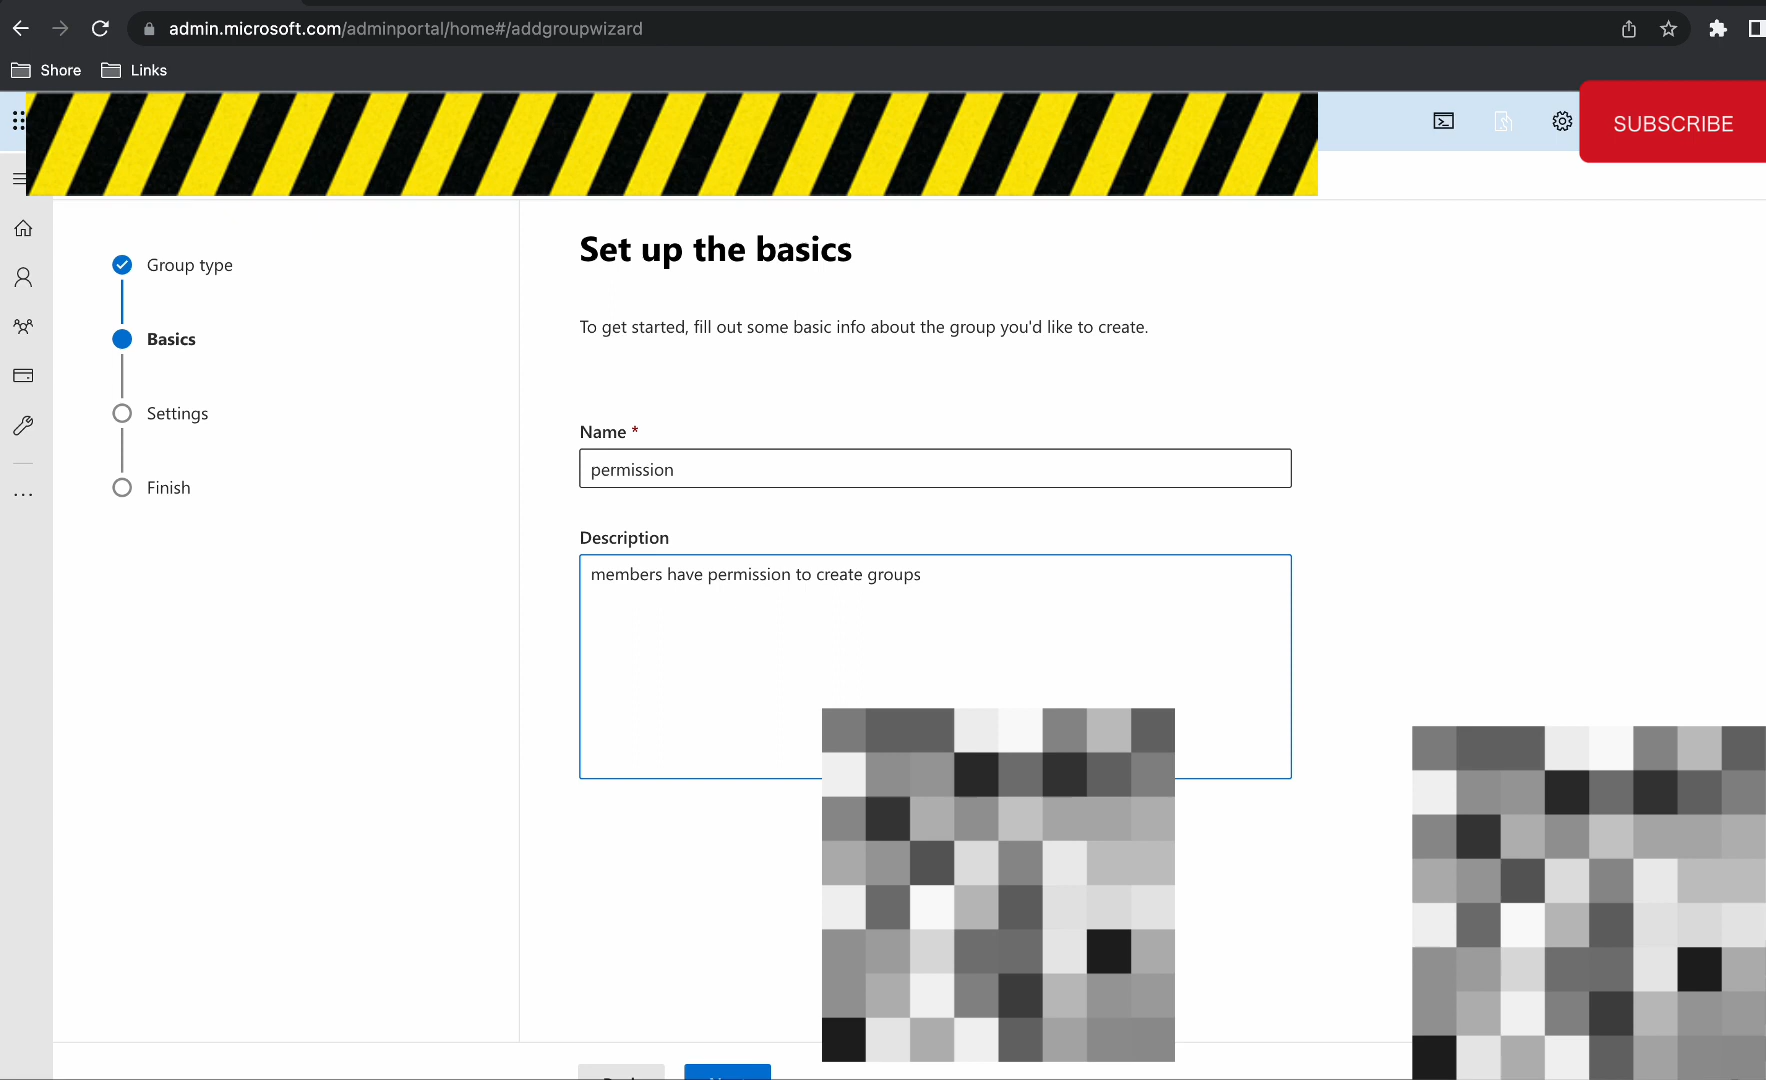 admin.microsoft.com/adminportal/home#/addgroupwizard
Shore
Links
SUBSCRIBE
Group type
Basics
Settings
Finish
Set up the basics
To get started, fill out some basic info about the group you'd like to create.
Name *
permission
Description
members have permission to create groups